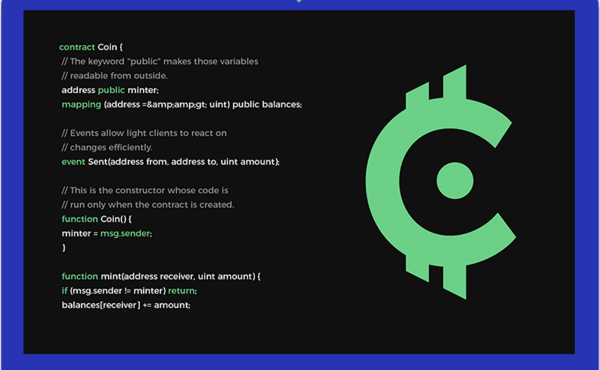 contract Coin {
// The keyword "public" makes those variables
// readable from outside.
address public minter;
mapping (address =&amp;amp;amp;gt; uint) public balances;
// Events allow light clients to react on
// changes efficiently.
event Sent(address from, address to, uint amount);
// This is the constructor whose code is
// run only when the contract is created.
function Coin() {
minter = msg.sender;
}
function mint(address receiver, uint amount) {
if (msg.sender != minter) return;
balances[receiver] += amount;